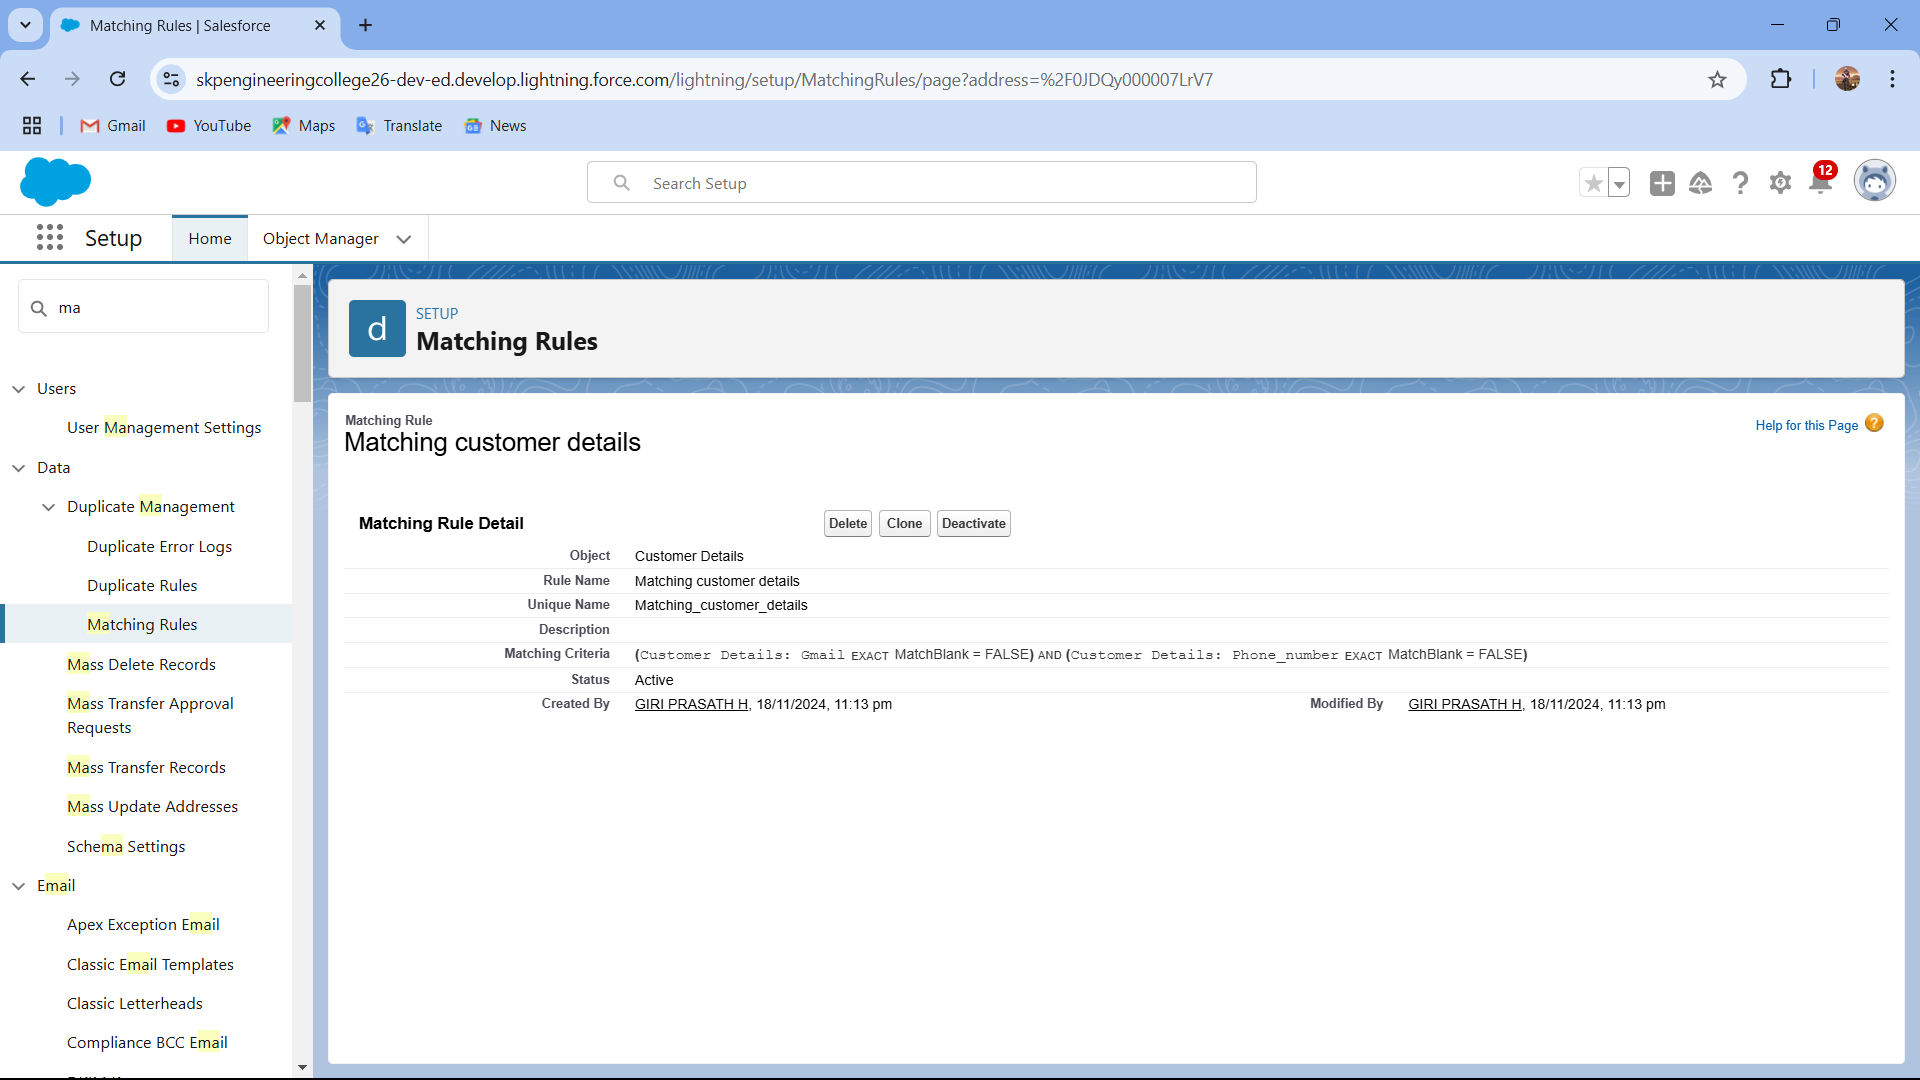 Matching Rules | Salesforce
skpengineeringcollege26-dev-ed.develop.lightning.force.com/lightning/setup/MatchingRules/page?address=%2F0JDQy000007LrV7
Gmail YouTube Maps Translate News
Search Setup
12
Setup Home Object Manager
ma
Users
User Management Settings
Data
Duplicate Management
Duplicate Error Logs
Duplicate Rules
Matching Rules
Mass Delete Records
Mass Transfer Approval
Requests
Mass Transfer Records
Mass Update Addresses
Schema Settings
Email
Apex Exception Email
Classic Email Templates
Classic Letterheads
Compliance BCC Email
d
SETUP
Matching Rules
Matching Rule
Matching customer details
Help for this Page ?
Matching Rule Detail Delete Clone Deactivate
Object Customer Details
Rule Name Matching customer details
Unique Name Matching_customer_details
Description
Matching Criteria (Customer Details: Gmail EXACT MatchBlank = FALSE) AND (Customer Details: Phone_number EXACT MatchBlank = FALSE)
Status Active
Created By GIRI PRASATH H, 18/11/2024, 11:13 pm Modified By GIRI PRASATH H, 18/11/2024, 11:13 pm